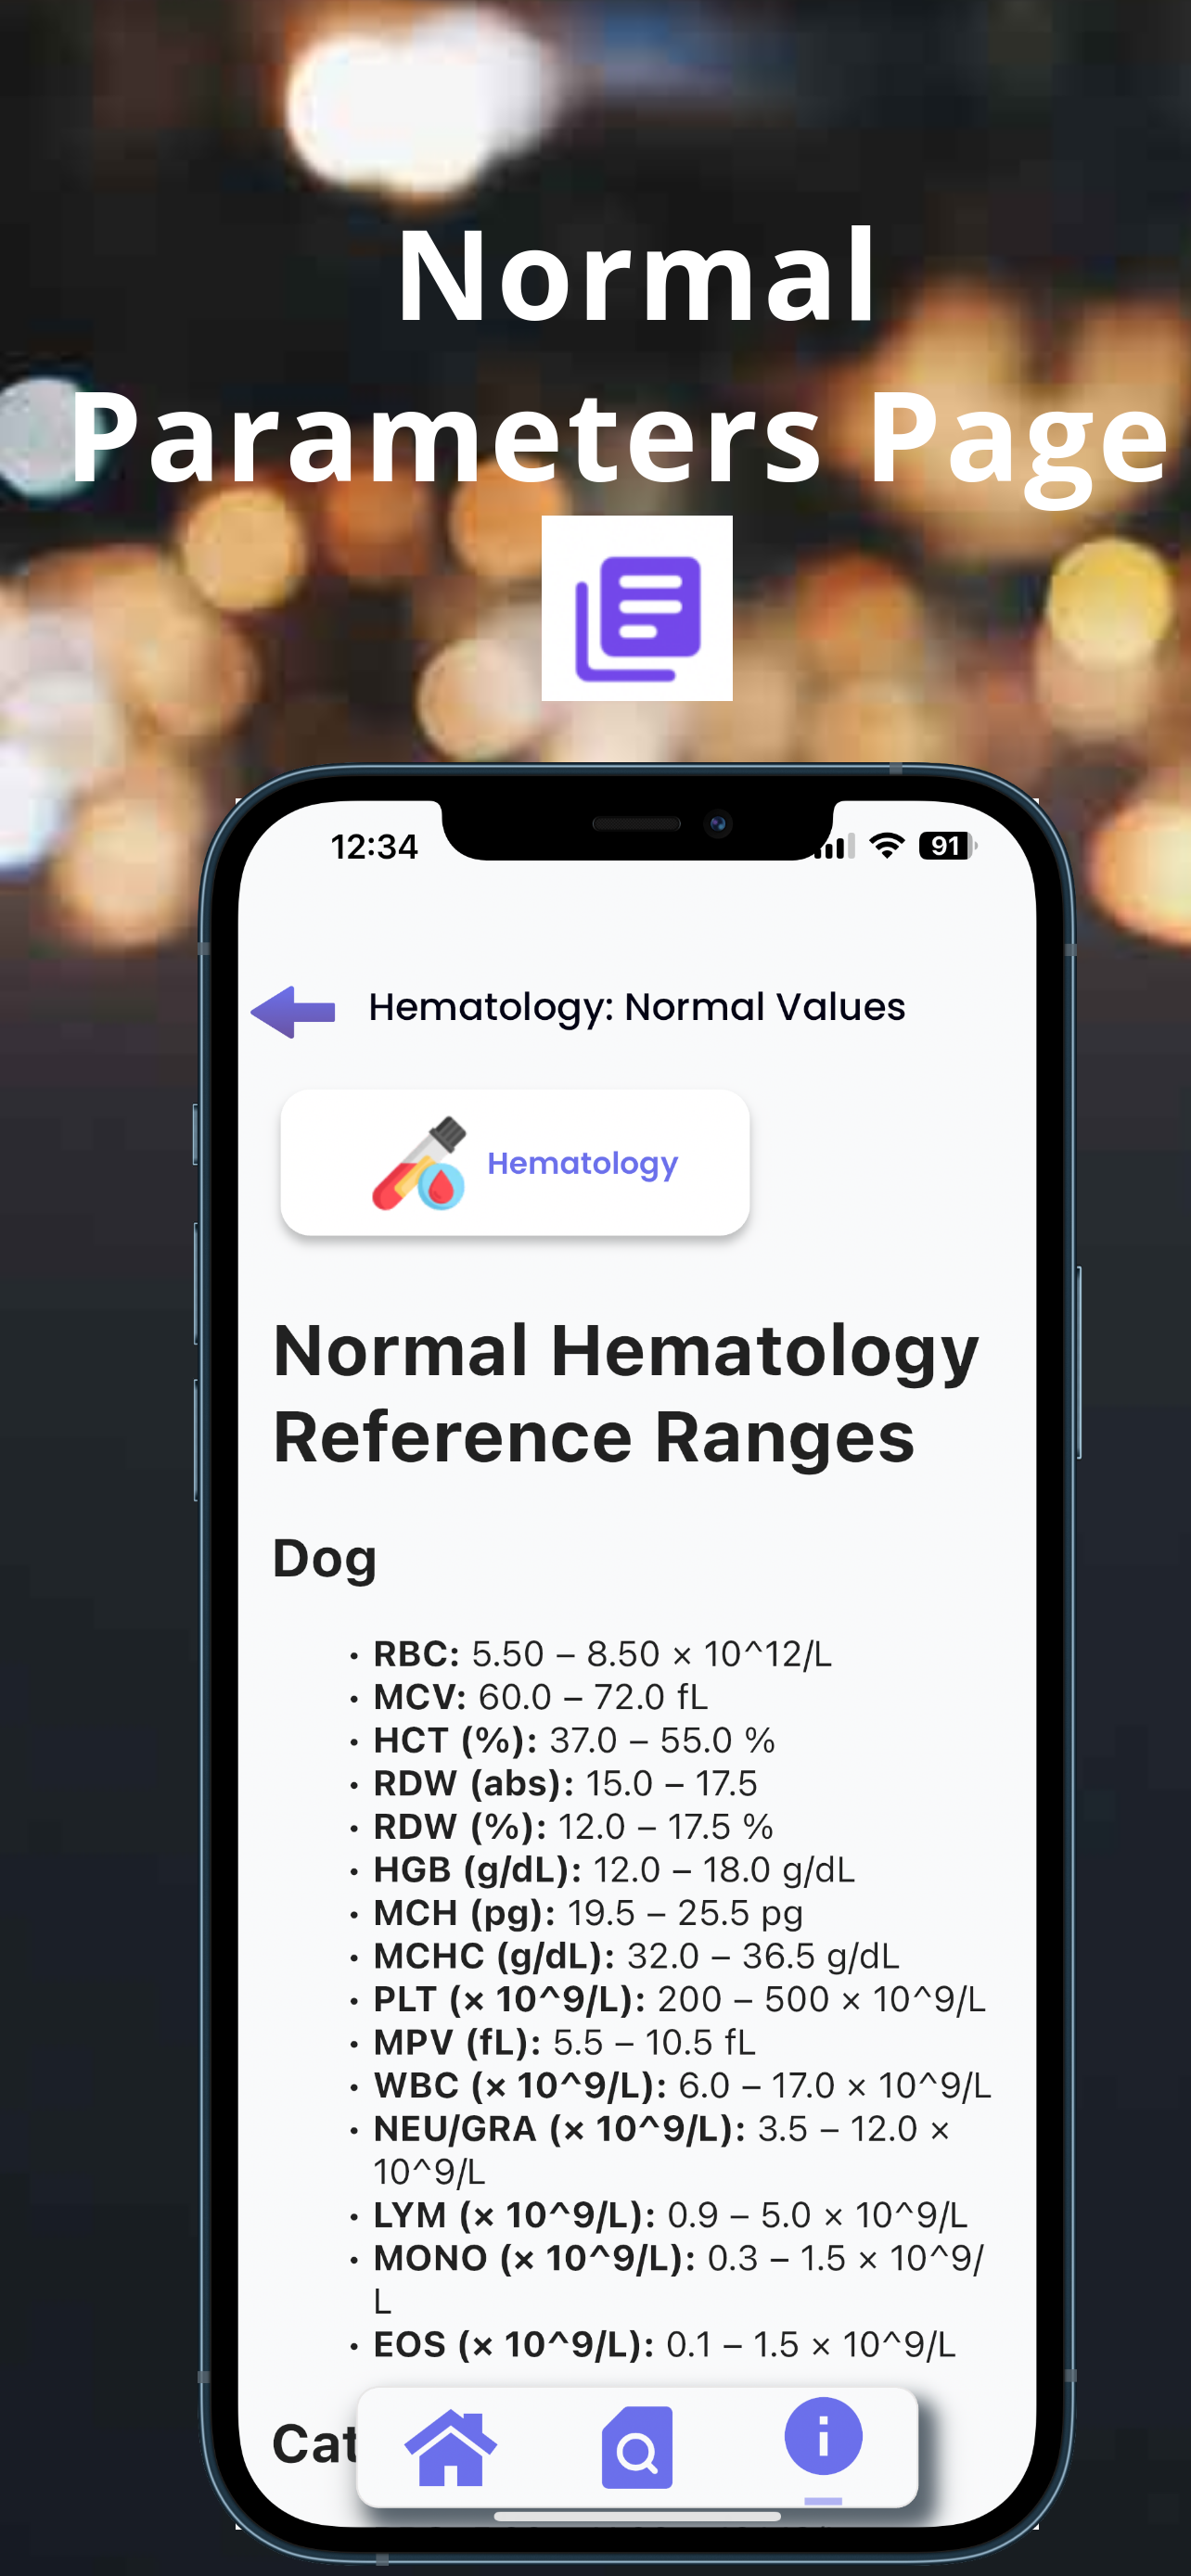 Normal
Parameters Page
12:34
91
Hematology: Normal Values
Hematology
Normal Hematology
Reference Ranges
Dog
• RBC: 5.50 – 8.50 × 10^12/L
• MCV: 60.0 – 72.0 fL
• HCT (%): 37.0 – 55.0 %
• RDW (abs): 15.0 – 17.5
• RDW (%): 12.0 – 17.5 %
• HGB (g/dL): 12.0 – 18.0 g/dL
• MCH (pg): 19.5 – 25.5 pg
• MCHC (g/dL): 32.0 – 36.5 g/dL
• PLT (× 10^9/L): 200 – 500 × 10^9/L
• MPV (fL): 5.5 – 10.5 fL
• WBC (× 10^9/L): 6.0 – 17.0 × 10^9/L
• NEU/GRA (× 10^9/L): 3.5 – 12.0 ×
10^9/L
• LYM (× 10^9/L): 0.9 – 5.0 × 10^9/L
• MONO (× 10^9/L): 0.3 – 1.5 × 10^9/
L
• EOS (× 10^9/L): 0.1 – 1.5 × 10^9/L
Cat